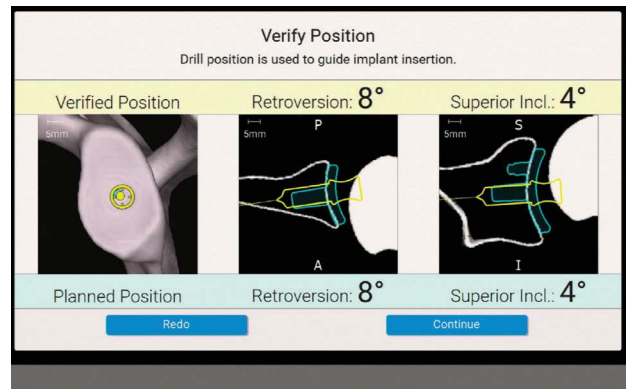 Verify Position
Drill position is used to guide implant insertion.
Verified Position Retroversion: 8° Superior Incl.: 4°
5mm 5mm P 5mm S
A I
Planned Position Retroversion: 8° Superior Incl.: 4°
Redo Continue